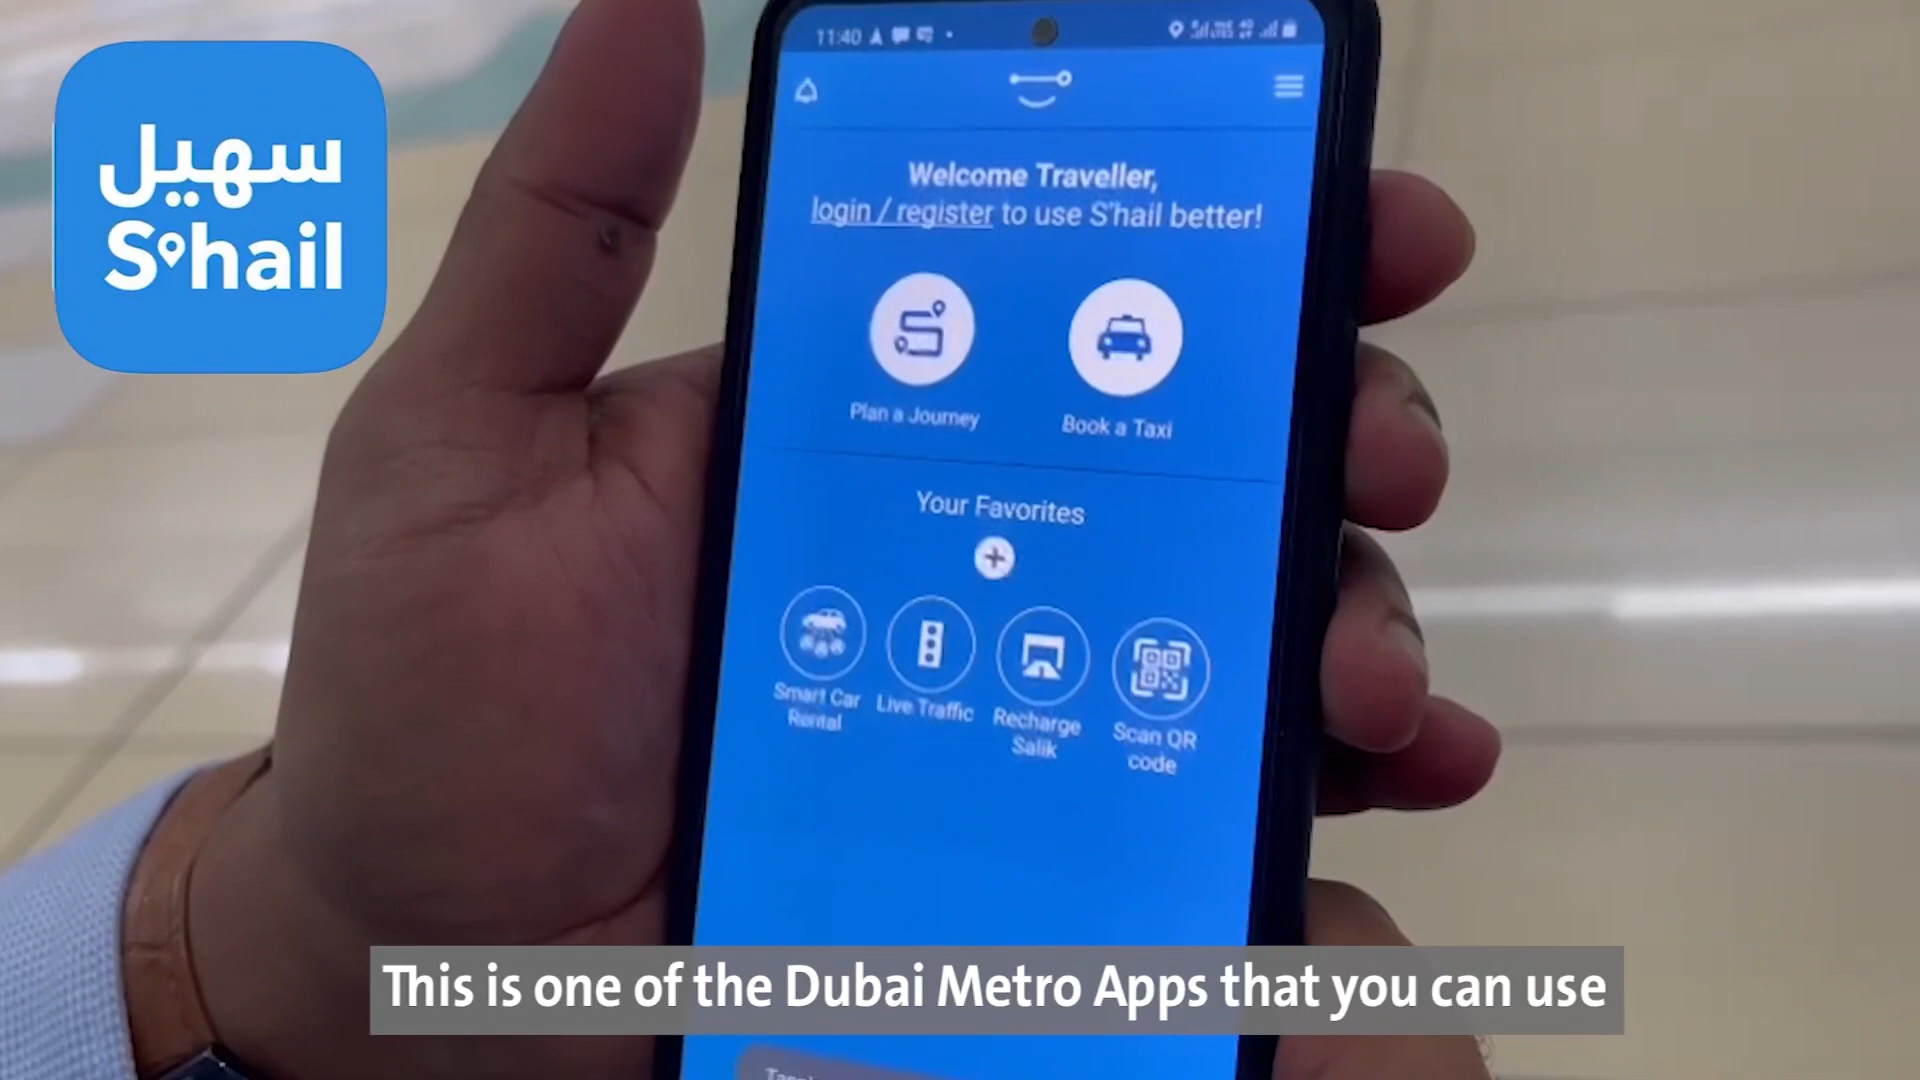 سهيل
S'hail
11:40
Welcome Traveller,
login / register to use S'hail better!
Plan a Journey
Book a Taxi
Your Favorites
Smart Car
Rental
Live Traffic
Recharge
Salik
Scan QR
code
This is one of the Dubai Metro Apps that you can use